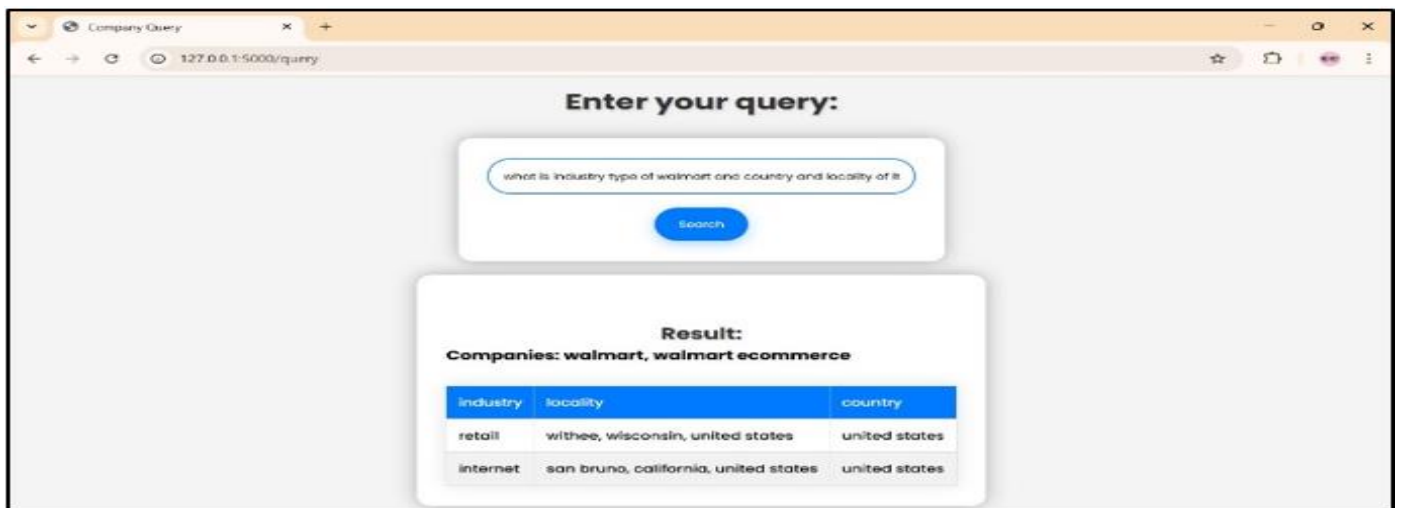 Company Query
127.0.0.1:5000/query
Enter your query:
what is industry type of walmart and country and locality of it
Search
Result:
Companies: walmart, walmart ecommerce
industry locality country
retail withee, wisconsin, united states united states
internet san bruno, california, united states united states